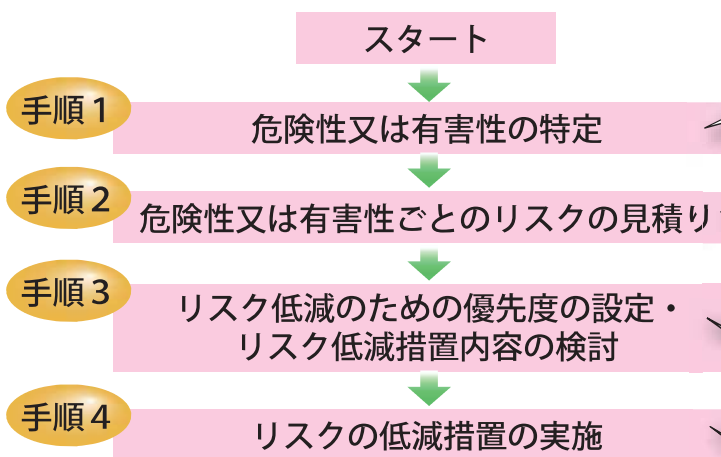 スタート
手順1
危険性又は有害性の特定
手順2
危険性又は有害性ごとのリスクの見積り
手順3
リスク低減のための優先度の設定・
リスク低減措置内容の検討
手順4
リスクの低減措置の実施